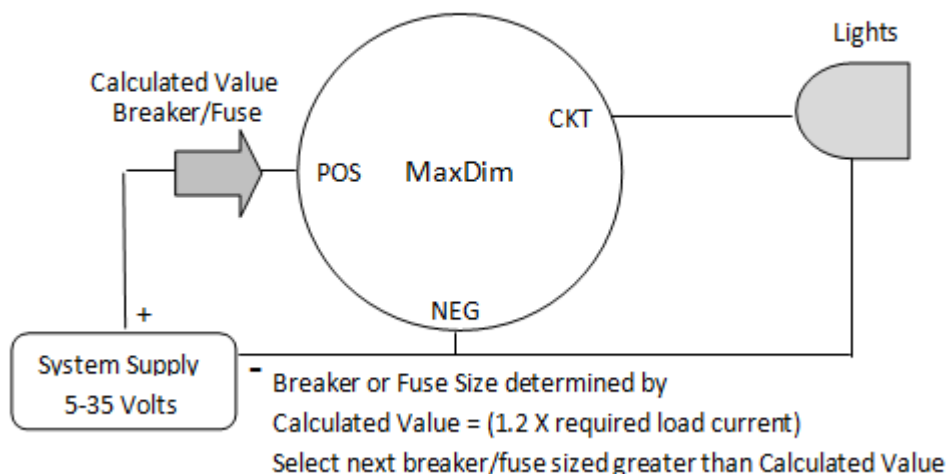 Lights
Calculated Value
Breaker/Fuse
CKT
POS
MaxDim
NEG
+
System Supply
5-35 Volts
-
Breaker or Fuse Size determined by
Calculated Value = (1.2 X required load current)
Select next breaker/fuse sized greater than Calculated Value